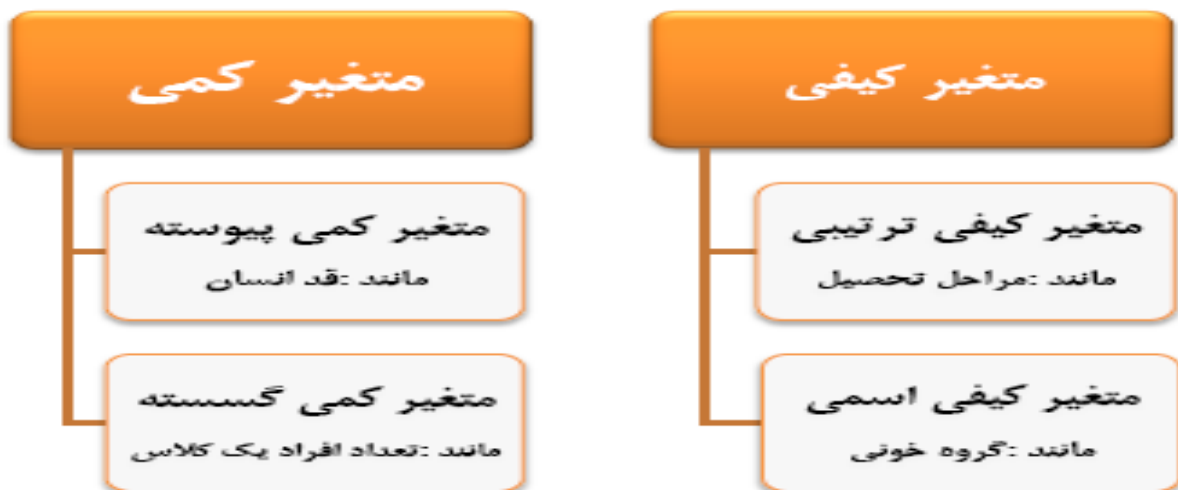 متغیر کیفی
متغیر کیفی ترتیبی
مانند :مراحل تحصیل
متغیر کیفی اسمی
مانند :گروه خونی
متغیر کمی
متغیر کمی پیوسته
مانند :قد انسان
متغیر کمی گسسته
مانند :تعداد افراد یک کلاس